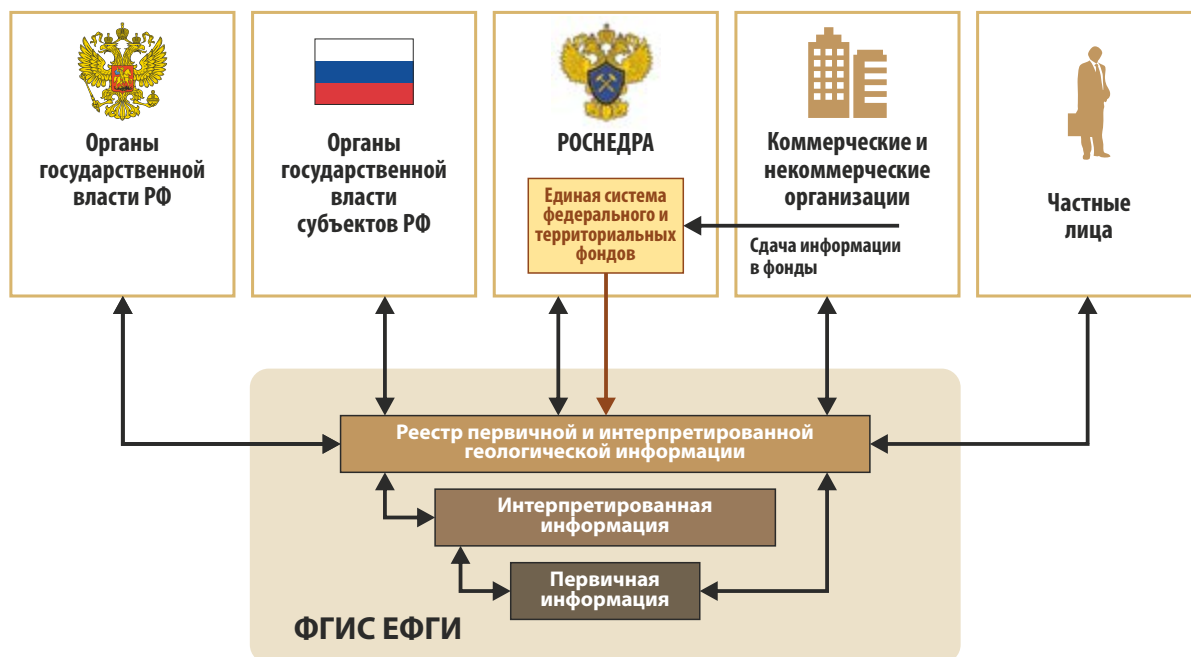 Органы
государственной
власти РФ
Органы
государственной
власти
субъектов РФ
РОСНЕДРА
Единая система
федерального и
территориальных
фондов
Коммерческие и
некоммерческие
организации
Сдача информации
в фонды
Частные
лица
Реестр первичной и интерпретированной
геологической информации
Интерпретированная
информация
Первичная
информация
ФГИС ЕФГИ